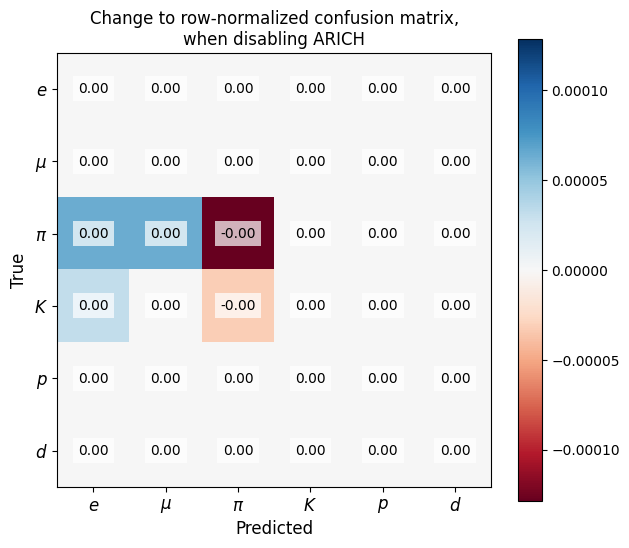 Change to row-normalized confusion matrix,
when disabling ARICH
e 0.00 0.00 0.00 0.00 0.00 0.00
μ 0.00 0.00 0.00 0.00 0.00 0.00
π 0.00 0.00 -0.00 0.00 0.00 0.00
K 0.00 0.00 -0.00 0.00 0.00 0.00
p 0.00 0.00 0.00 0.00 0.00 0.00
d 0.00 0.00 0.00 0.00 0.00 0.00
e μ π K p d
True
Predicted
0.00010
0.00005
0.00000
−0.00005
−0.00010